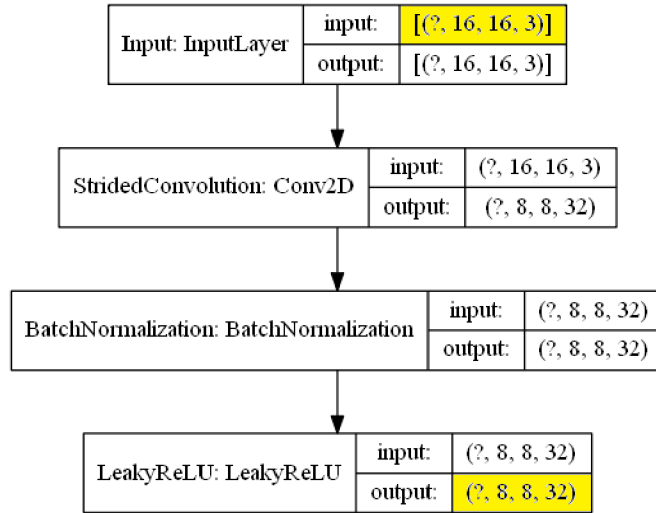 Input: InputLayer
input: [(?, 16, 16, 3)]
output: [(?, 16, 16, 3)]
StridedConvolution: Conv2D
input: (?, 16, 16, 3)
output: (?, 8, 8, 32)
BatchNormalization: BatchNormalization
input: (?, 8, 8, 32)
output: (?, 8, 8, 32)
LeakyReLU: LeakyReLU
input: (?, 8, 8, 32)
output: (?, 8, 8, 32)